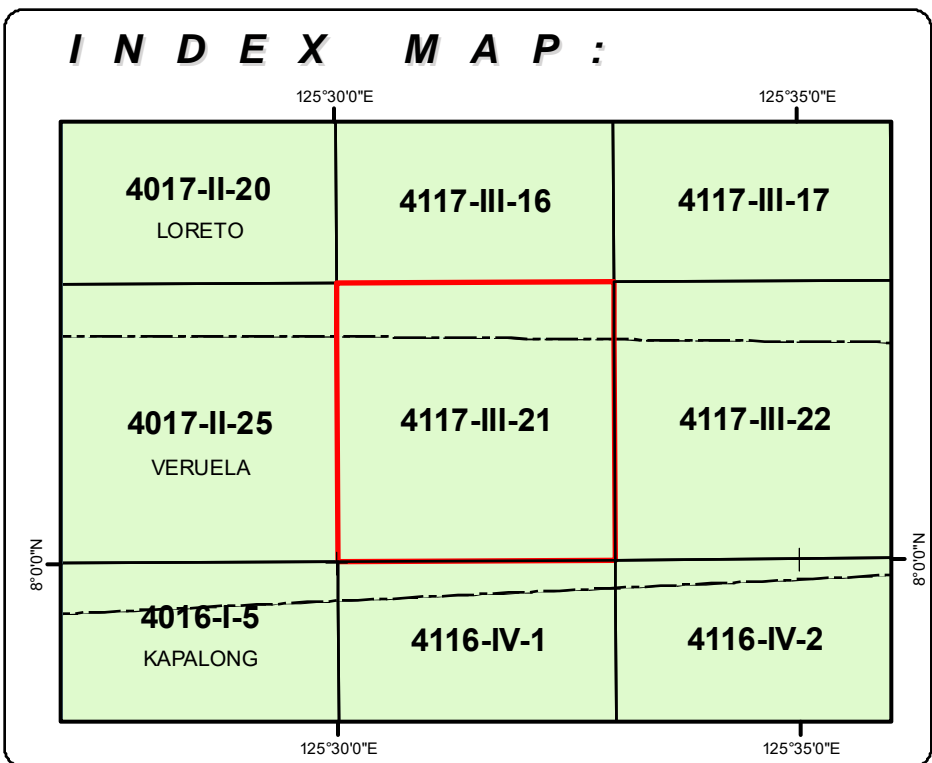 INDEX MAP:
125°30'0"E 125°35'0"E
4017-II-20 4117-III-16 4117-III-17
LORETO
4017-II-25 4117-III-21 4117-III-22
VERUELA
8°0'0"N 8°0'0"N
4016-I-5 4116-IV-1 4116-IV-2
KAPALONG
125°30'0"E 125°35'0"E